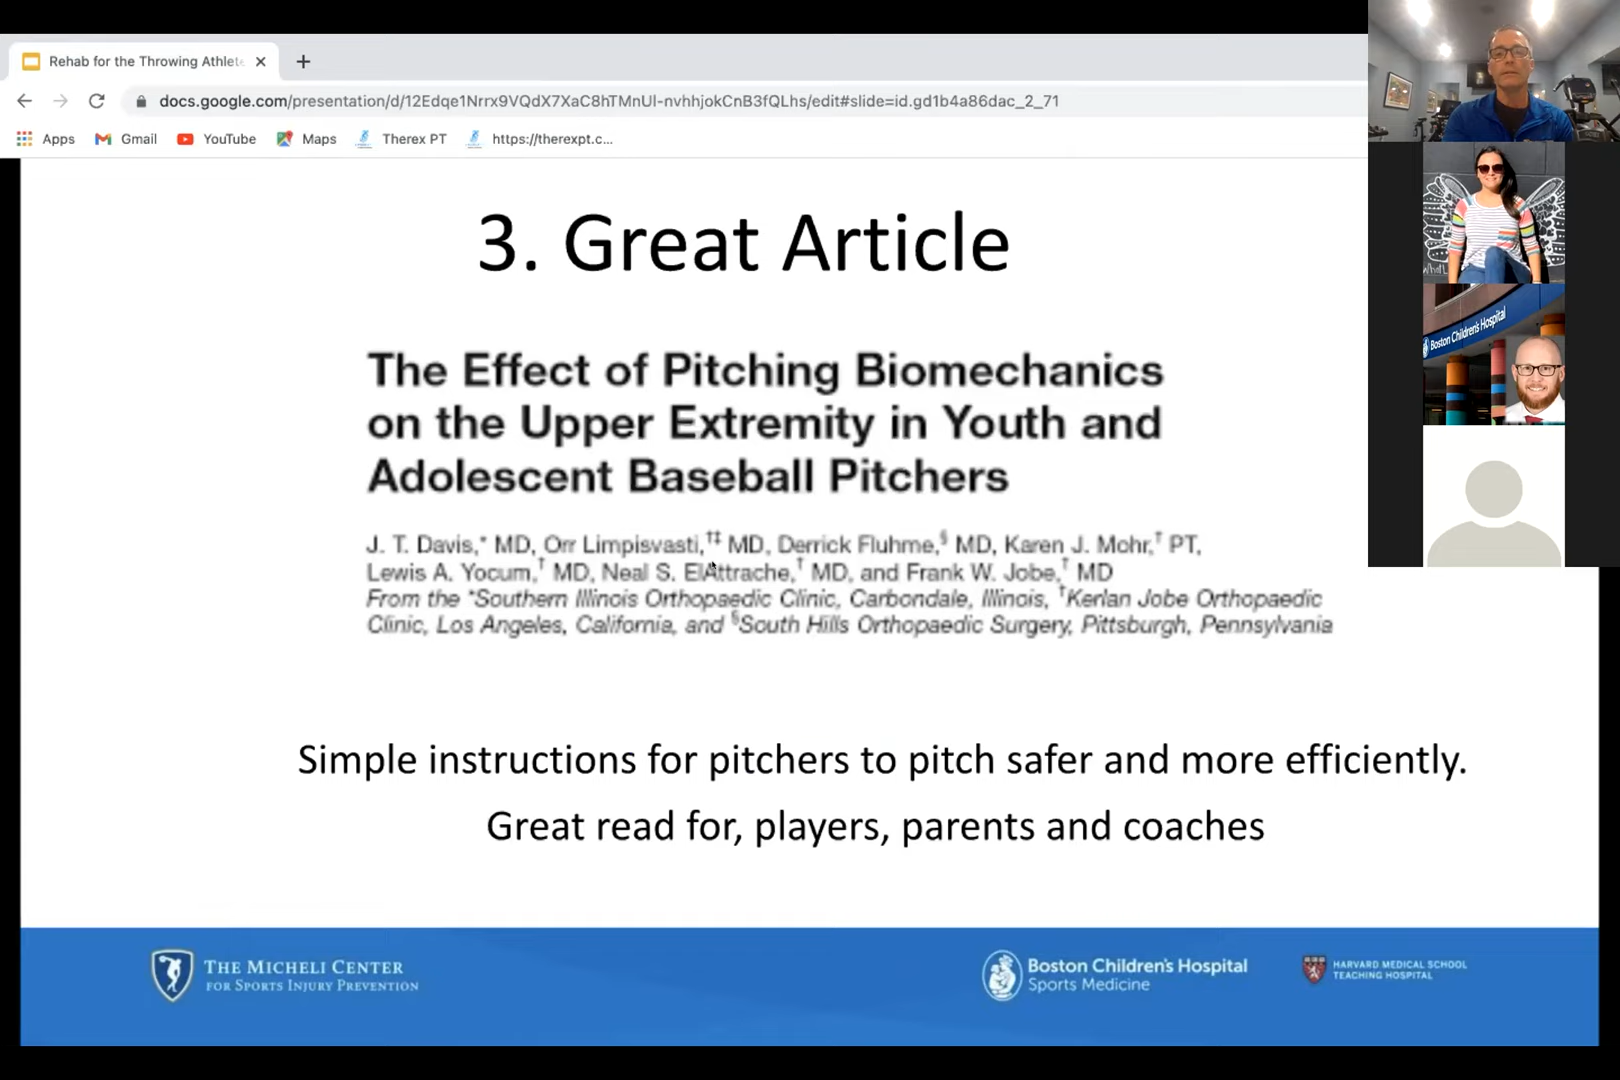 Rehab for the Throwing Athlet
docs.google.com/presentation/d/12Edqe1Nrrx9VQdX7XaC8hTMnUl-nvhhjokCnB3fQLhs/edit#slide=id.gd1b4a86dac_2_71
Apps Gmail YouTube Maps Therex PT https://therexpt.c...
3. Great Article
The Effect of Pitching Biomechanics
on the Upper Extremity in Youth and
Adolescent Baseball Pitchers
J. T. Davis,* MD, Orr Limpisvasti,†‡ MD, Derrick Fluhme,§ MD, Karen J. Mohr,† PT,
Lewis A. Yocum,† MD, Neal S. ElAttrache,† MD, and Frank W. Jobe,† MD
From the *Southern Illinois Orthopaedic Clinic, Carbondale, Illinois, †Kerlan Jobe Orthopaedic
Clinic, Los Angeles, California, and §South Hills Orthopaedic Surgery, Pittsburgh, Pennsylvania
Simple instructions for pitchers to pitch safer and more efficiently.
Great read for, players, parents and coaches
THE MICHELI CENTER
FOR SPORTS INJURY PREVENTION
Boston Children's Hospital
Sports Medicine
HARVARD MEDICAL SCHOOL
TEACHING HOSPITAL
Boston Children's Hospital